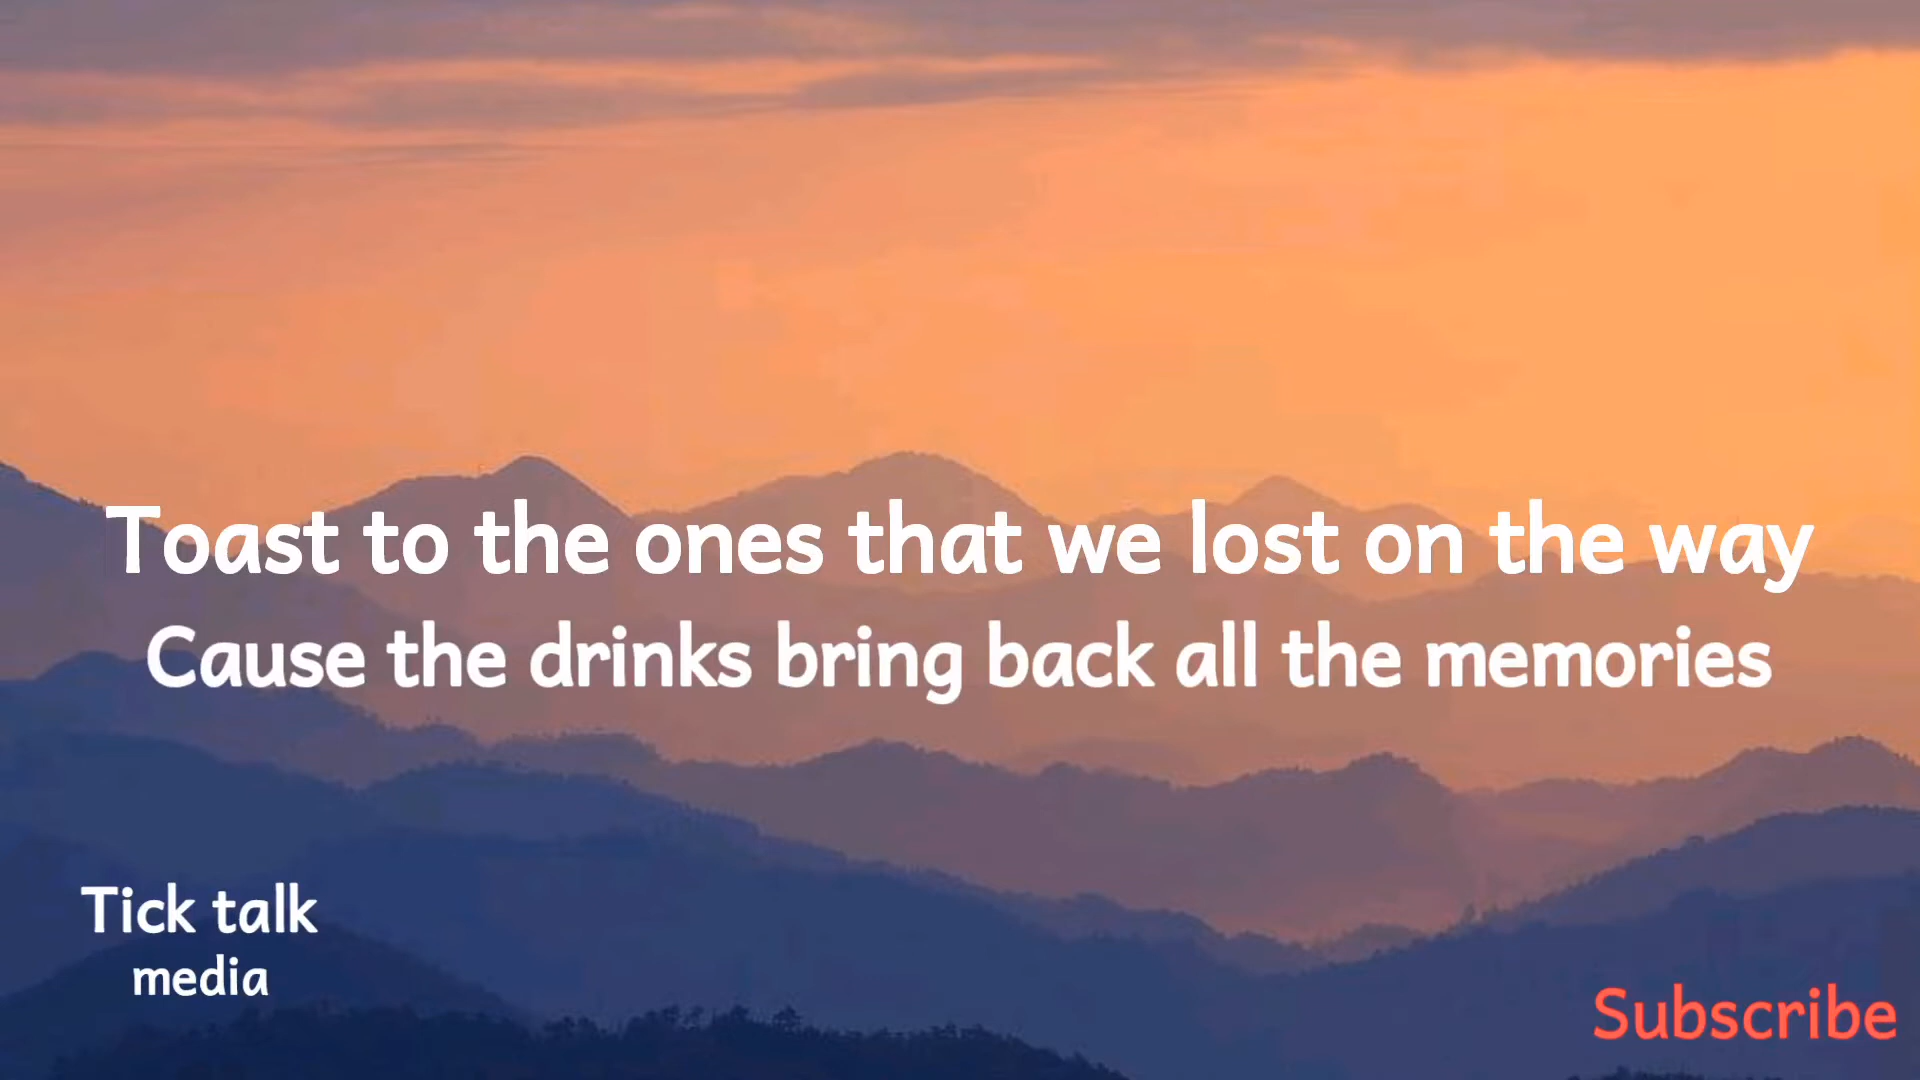 Toast to the ones that we lost on the way
Cause the drinks bring back all the memories
Tick talk
media
Subscribe